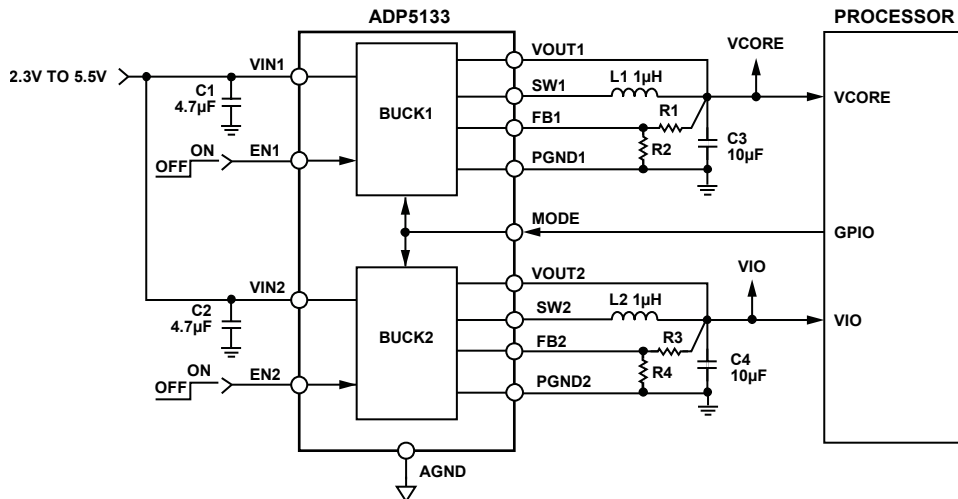 ADP5133
PROCESSOR
2.3V TO 5.5V
VIN1
C1
4.7µF
ON
OFF
EN1
BUCK1
VOUT1
SW1
FB1
PGND1
L1 1µH
R1
R2
C3
10µF
VCORE
VCORE
MODE
GPIO
VIN2
C2
4.7µF
ON
OFF
EN2
BUCK2
VOUT2
SW2
FB2
PGND2
L2 1µH
R3
R4
C4
10µF
VIO
VIO
AGND